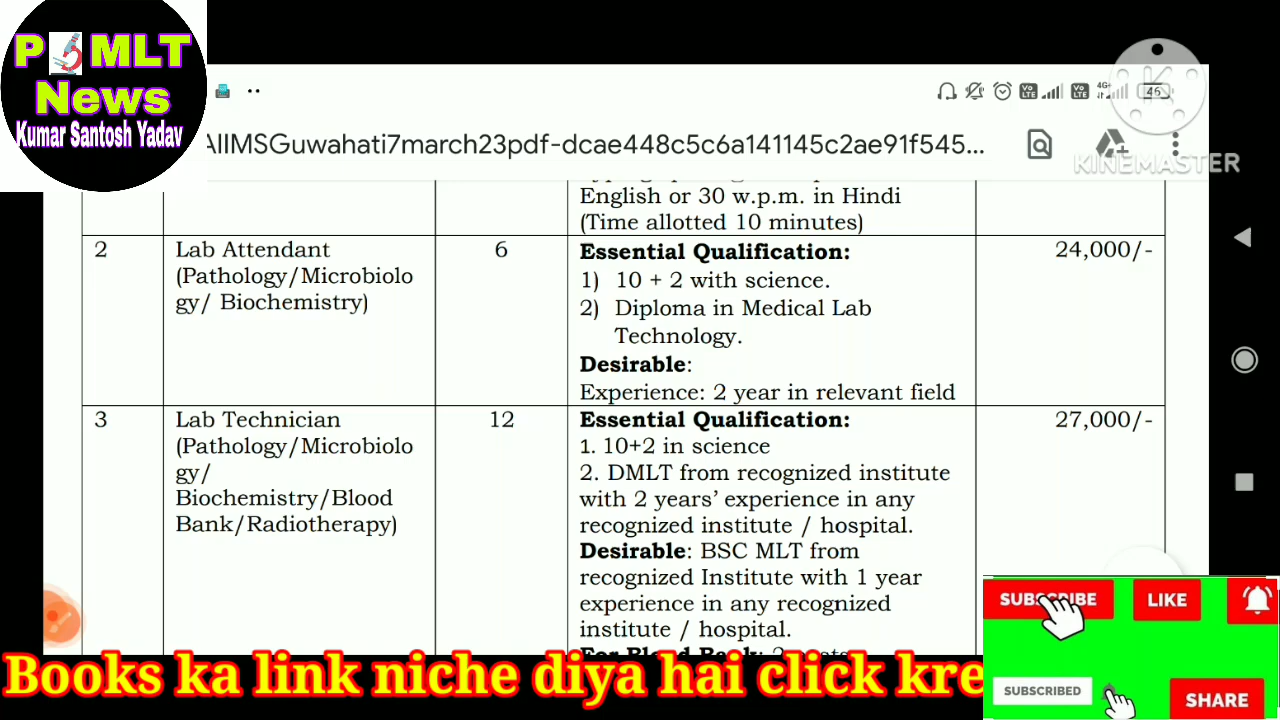 P MLT
News
Kumar Santosh Yadav
46
AIIMSGuwahati7march23pdf-dcae448c5c6a141145c2ae91f545...
KINEMASTER
English or 30 w.p.m. in Hindi
(Time allotted 10 minutes)
2
Lab Attendant
(Pathology/Microbiolo
gy/ Biochemistry)
6
Essential Qualification:
1) 10 + 2 with science.
2) Diploma in Medical Lab
Technology.
Desirable:
Experience: 2 year in relevant field
24,000/-
3
Lab Technician
(Pathology/Microbiolo
gy/
Biochemistry/Blood
Bank/Radiotherapy)
12
Essential Qualification:
1. 10+2 in science
2. DMLT from recognized institute
with 2 years’ experience in any
recognized institute / hospital.
Desirable: BSC MLT from
recognized Institute with 1 year
experience in any recognized
institute / hospital.
27,000/-
SUBSCRIBE
LIKE
SUBSCRIBED
SHARE
Books ka link niche diya hai click kre